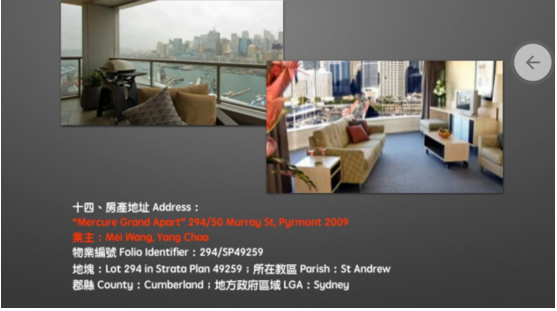 十四、房產地址 Address：
“Mercure Grand Apart” 294/50 Murray St, Pyrmont 2009
業主：Mei Wang, Yang Chao
物業編號 Folio Identifier：294/SP49259
地塊：Lot 294 in Strata Plan 49259；所在教區 Parish：St Andrew
郡縣 County：Cumberland；地方政府區域 LGA：Sydney